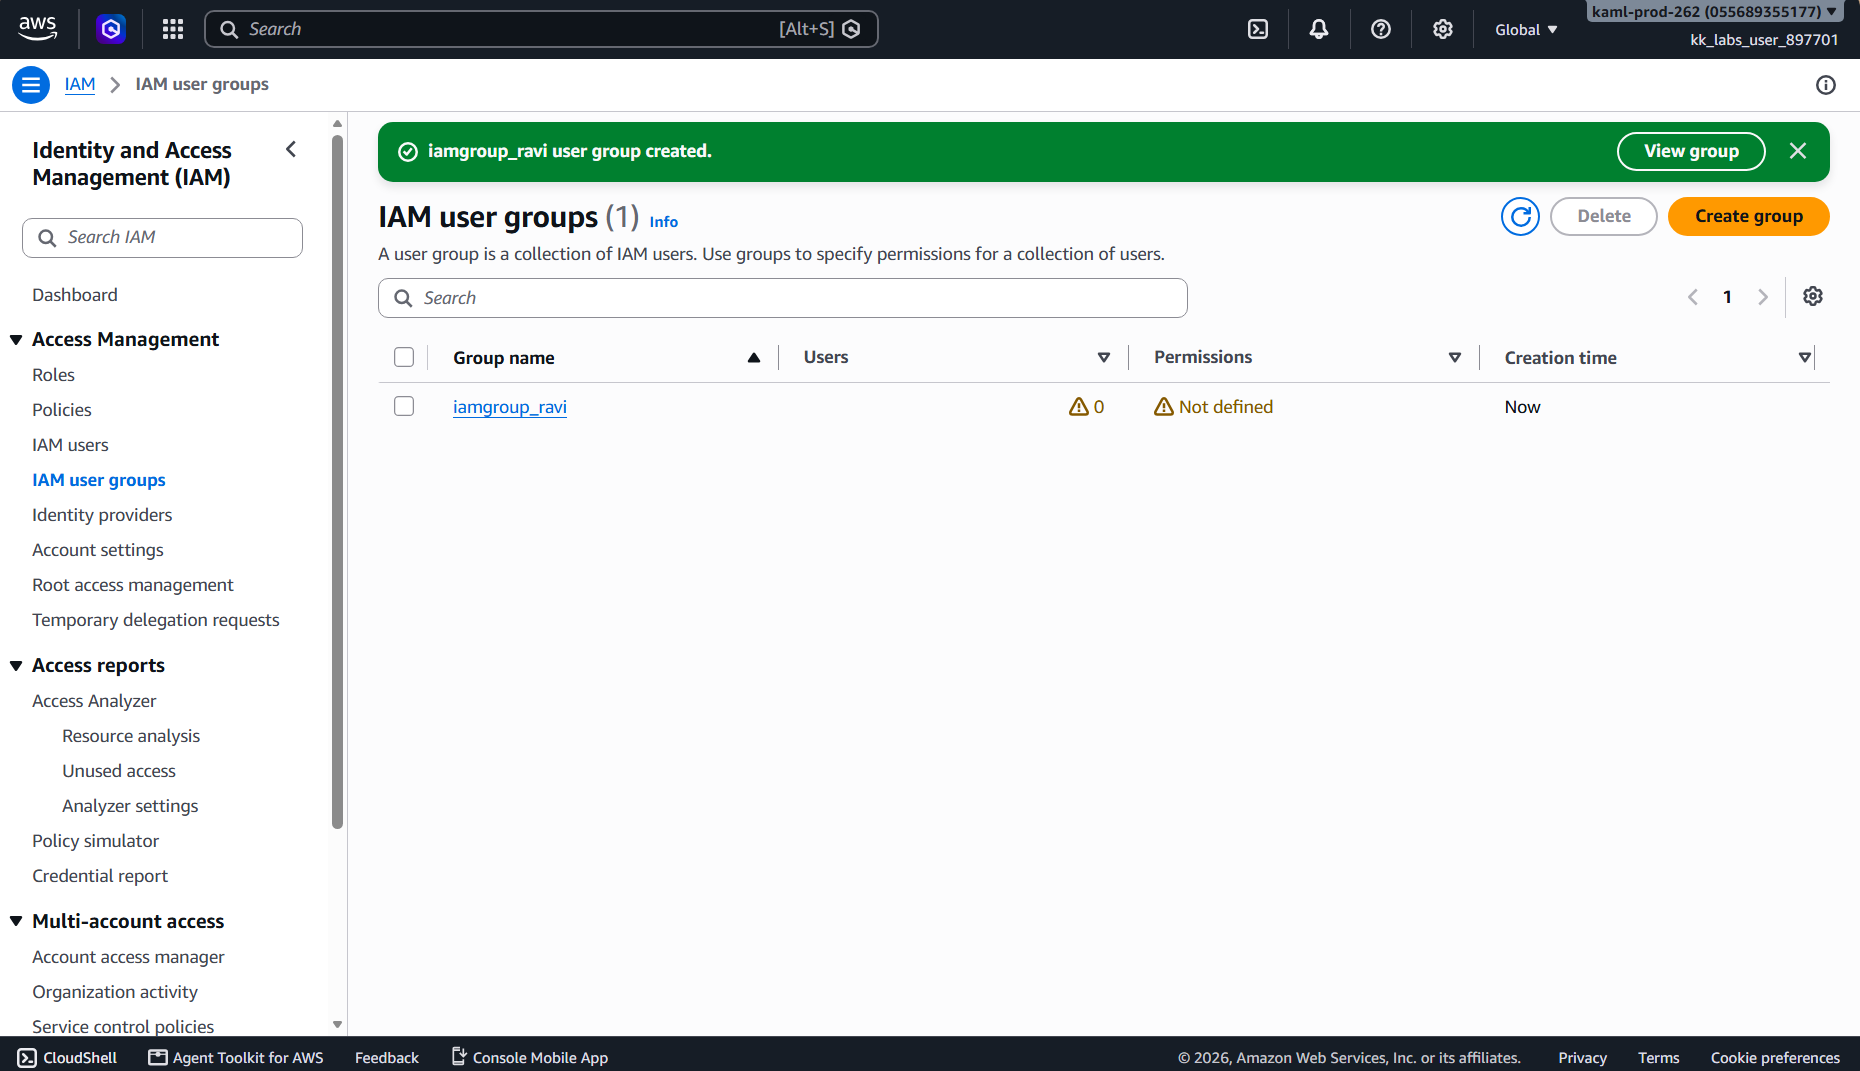 aws
Search
[Alt+S]
Global
kaml-prod-262 (055689355177)
kk_labs_user_897701
IAM
IAM user groups
Identity and Access
Management (IAM)
Search IAM
Dashboard
Access Management
Roles
Policies
IAM users
IAM user groups
Identity providers
Account settings
Root access management
Temporary delegation requests
Access reports
Access Analyzer
Resource analysis
Unused access
Analyzer settings
Policy simulator
Credential report
Multi-account access
Account access manager
Organization activity
Service control policies
iamgroup_ravi user group created.
View group
IAM user groups (1) Info
Delete
Create group
A user group is a collection of IAM users. Use groups to specify permissions for a collection of users.
Search
1
Group name Users Permissions Creation time
iamgroup_ravi 0 Not defined Now
CloudShell Agent Toolkit for AWS Feedback Console Mobile App © 2026, Amazon Web Services, Inc. or its affiliates. Privacy Terms Cookie preferences